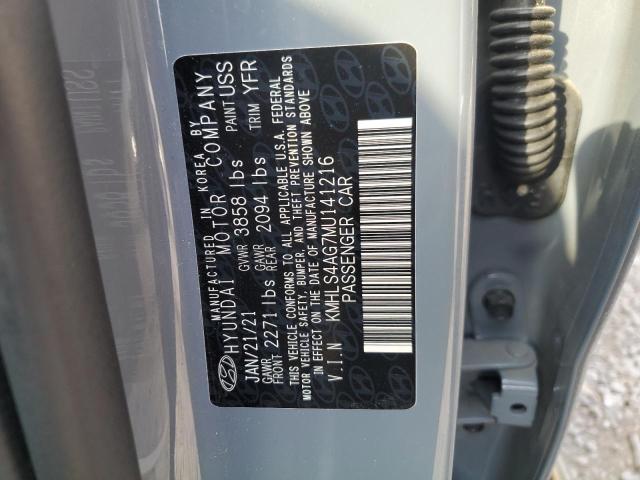 MANUFACTURED IN KOREA BY
HYUNDAI MOTOR COMPANY
JAN/21/21 GVWR 3858 lbs PAINT USS
GAWR FRONT 2271 lbs GAWR REAR 2094 lbs TRIM YFR
THIS VEHICLE CONFORMS TO ALL APPLICABLE U.S.A. FEDERAL
MOTOR VEHICLE SAFETY, BUMPER, AND THEFT PREVENTION STANDARDS
IN EFFECT ON THE DATE OF MANUFACTURE SHOWN ABOVE
V.I.N KMHLS4AG7MU141216
PASSENGER CAR